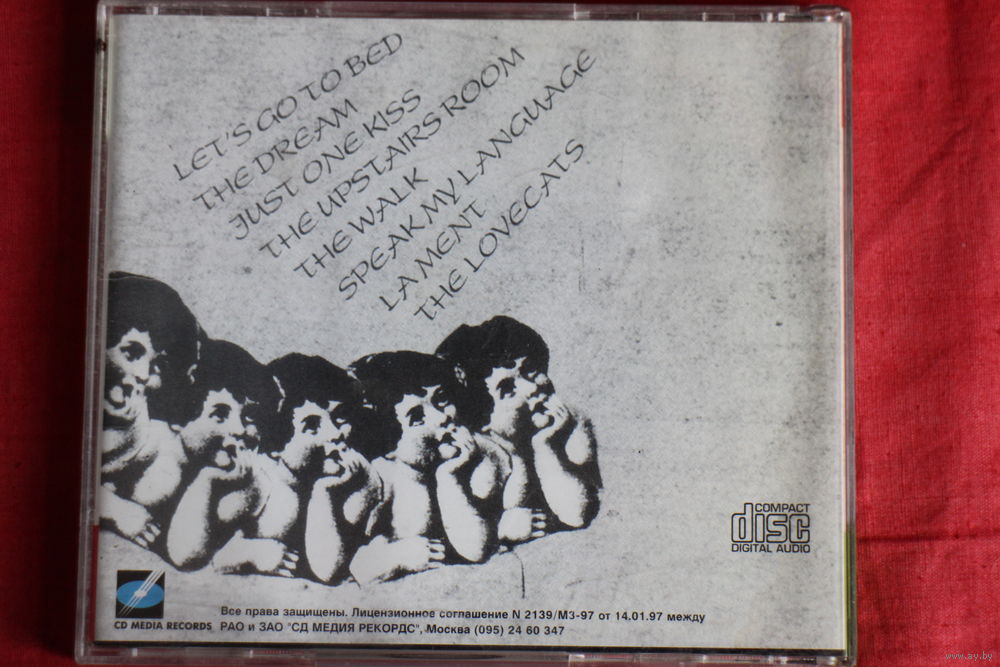 LET'S GO TO BED
THE DREAM
JUST ONE KISS
THE UPSTAIRS ROOM
THE WALK
SPEAK MY LANGUAGE
LAMENT
THE LOVECATS
COMPACT
disc
DIGITAL AUDIO
Все права защищены. Лицензионное соглашение N 2139/МЗ-97 от 14.01.97 между
CD MEDIA RECORDS РАО и ЗАО "СД МЕДИЯ РЕКОРДС", Москва (095) 24 60 347
www.ay.by